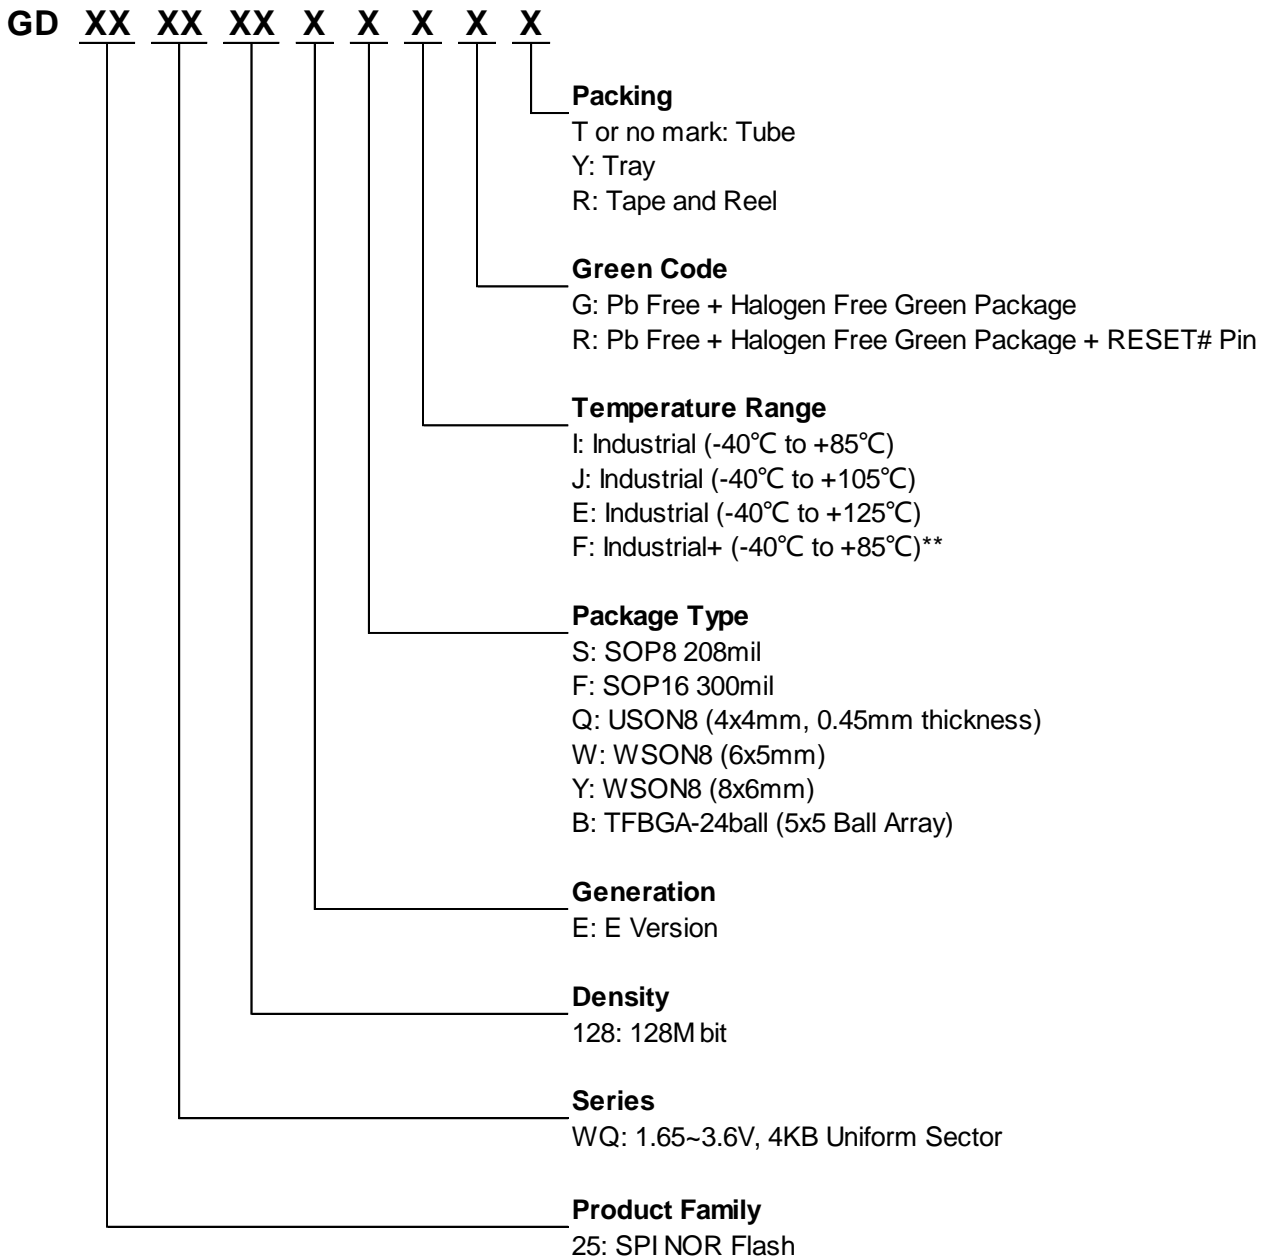 GD XX XX XX X X X X X
Packing
T or no mark: Tube
Y: Tray
R: Tape and Reel
Green Code
G: Pb Free + Halogen Free Green Package
R: Pb Free + Halogen Free Green Package + RESET# Pin
Temperature Range
I: Industrial (-40℃ to +85℃)
J: Industrial (-40℃ to +105℃)
E: Industrial (-40℃ to +125℃)
F: Industrial+ (-40℃ to +85℃)**
Package Type
S: SOP8 208mil
F: SOP16 300mil
Q: USON8 (4x4mm, 0.45mm thickness)
W: WSON8 (6x5mm)
Y: WSON8 (8x6mm)
B: TFBGA-24ball (5x5 Ball Array)
Generation
E: E Version
Density
128: 128M bit
Series
WQ: 1.65~3.6V, 4KB Uniform Sector
Product Family
25: SPI NOR Flash